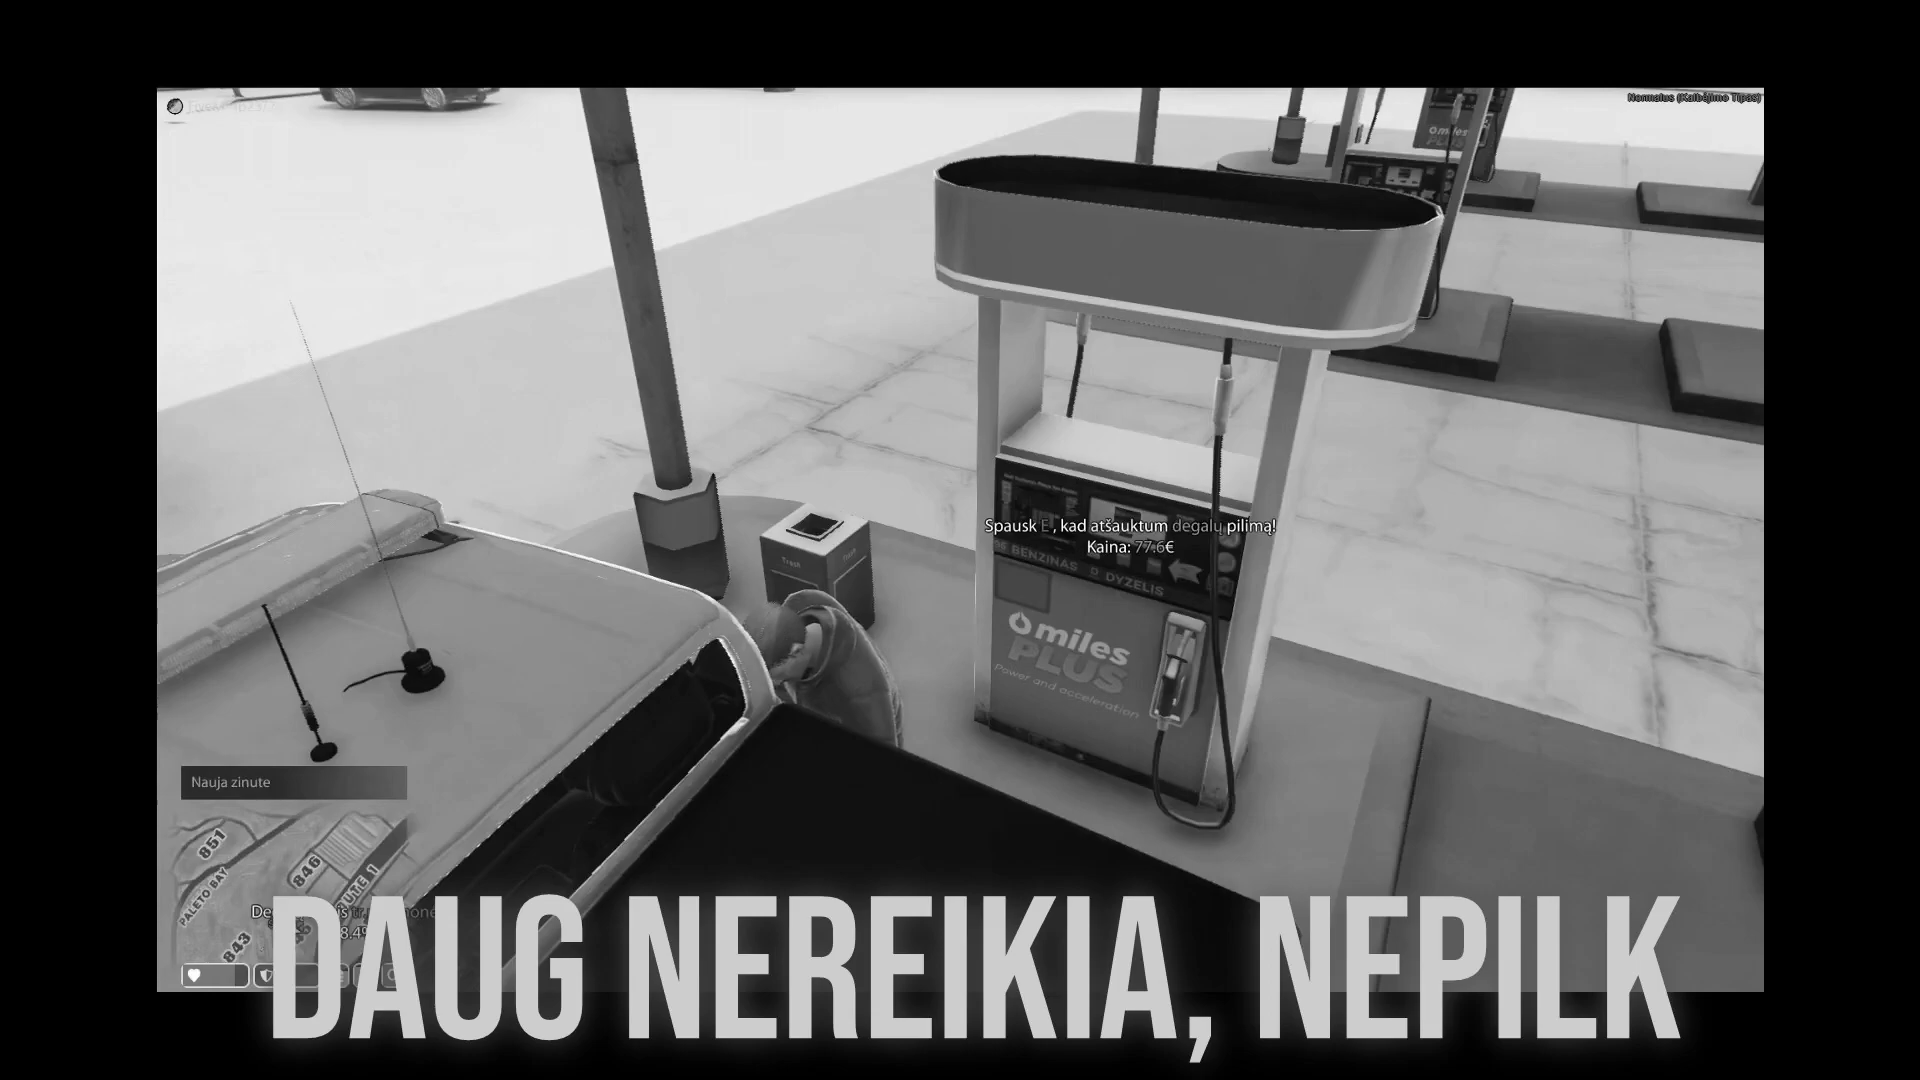 Normalus (Kalbėjimo Tipas)
miles
PLUS
Trash
Spausk E , kad atšauktum degalų pilimą!
Kaina: 77.6€
BENZINAS D DYZELIS
miles
PLUS
Power and acceleration
Nauja zinute
851
846
PALETO BAY
843
DAUG NEREIKIA, NEPILK